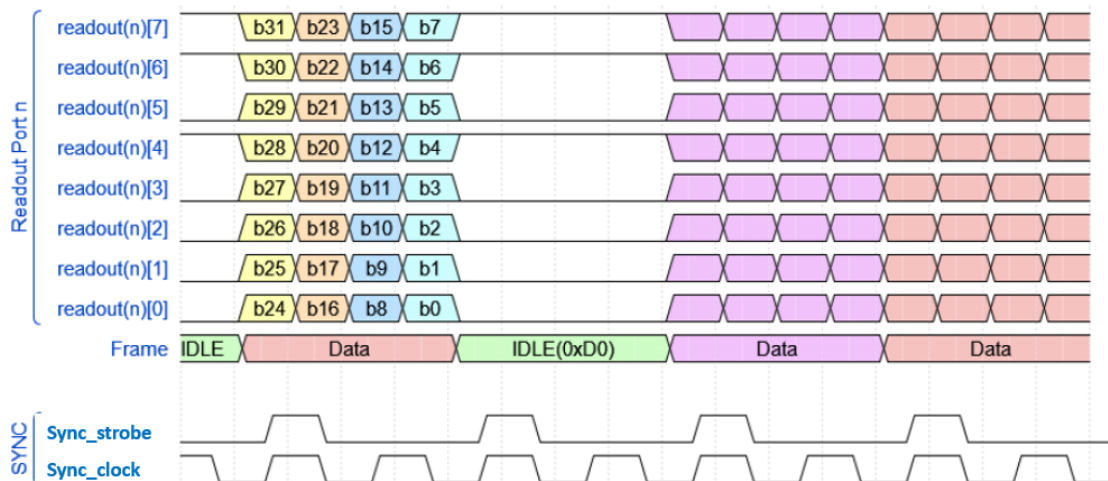 Readout Port n
readout(n)[7] b31 b23 b15 b7
readout(n)[6] b30 b22 b14 b6
readout(n)[5] b29 b21 b13 b5
readout(n)[4] b28 b20 b12 b4
readout(n)[3] b27 b19 b11 b3
readout(n)[2] b26 b18 b10 b2
readout(n)[1] b25 b17 b9 b1
readout(n)[0] b24 b16 b8 b0
Frame IDLE Data IDLE(0xD0) Data Data
SYNC
Sync_strobe
Sync_clock